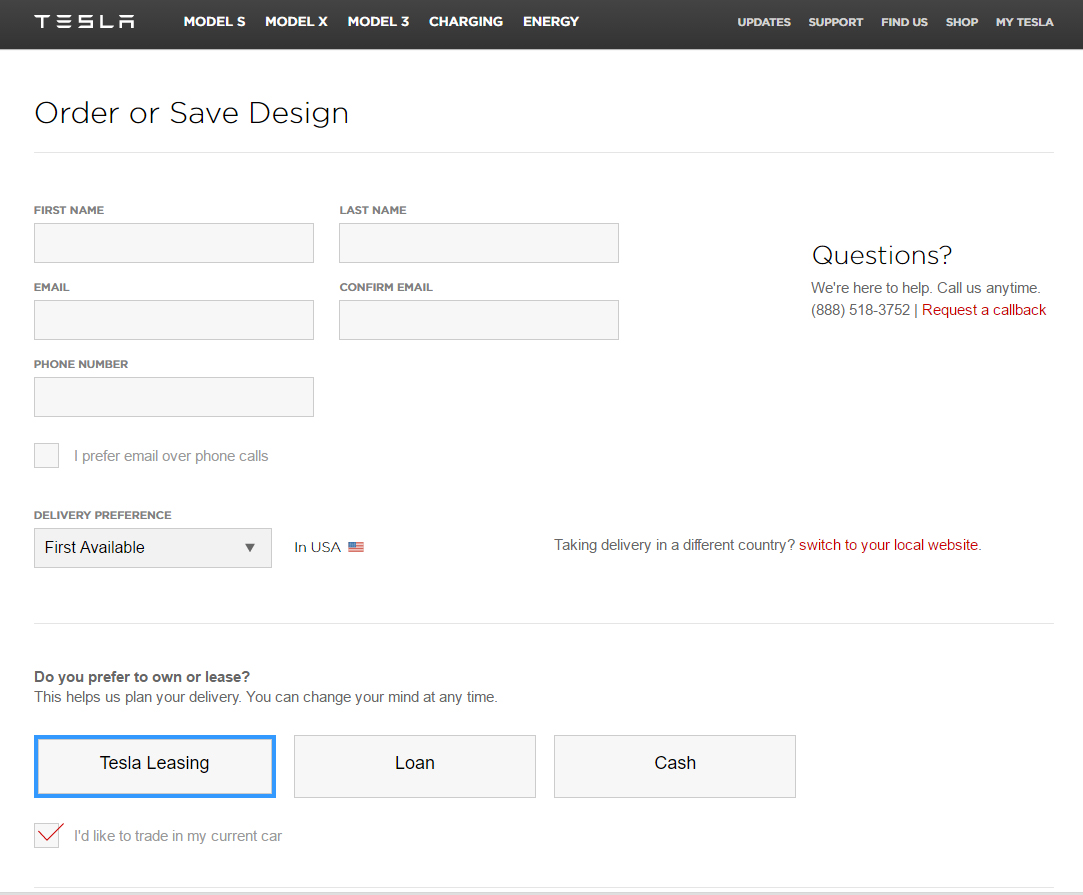 TESLA MODEL S MODEL X MODEL 3 CHARGING ENERGY UPDATES SUPPORT FIND US SHOP MY TESLA
Order or Save Design
FIRST NAME LAST NAME
Questions?
EMAIL CONFIRM EMAIL We're here to help. Call us anytime.
(888) 518-3752 | Request a callback
PHONE NUMBER
I prefer email over phone calls
DELIVERY PREFERENCE
First Available ▼ In USA Taking delivery in a different country? switch to your local website.
Do you prefer to own or lease?
This helps us plan your delivery. You can change your mind at any time.
Tesla Leasing Loan Cash
I'd like to trade in my current car